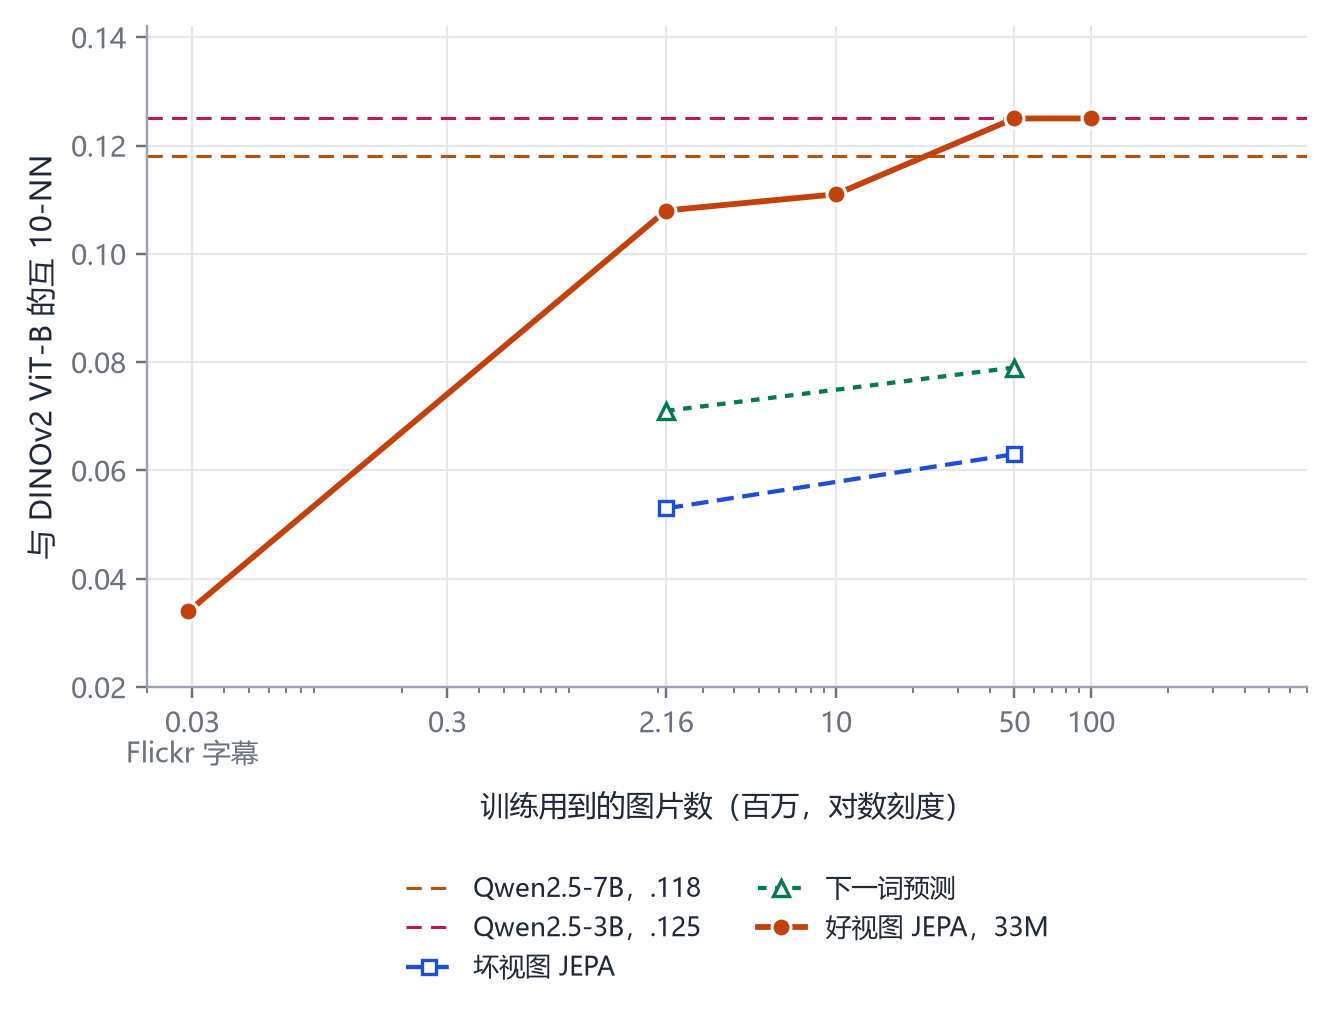 0.14
0.12
0.10
0.08
0.06
0.04
0.02
与 DINOv2 ViT-B 的互 10-NN
0.03
Flickr 字幕
0.3
2.16
10
50
100
训练用到的图片数（百万，对数刻度）
Qwen2.5-7B，.118
Qwen2.5-3B，.125
坏视图 JEPA
下一词预测
好视图 JEPA，33M